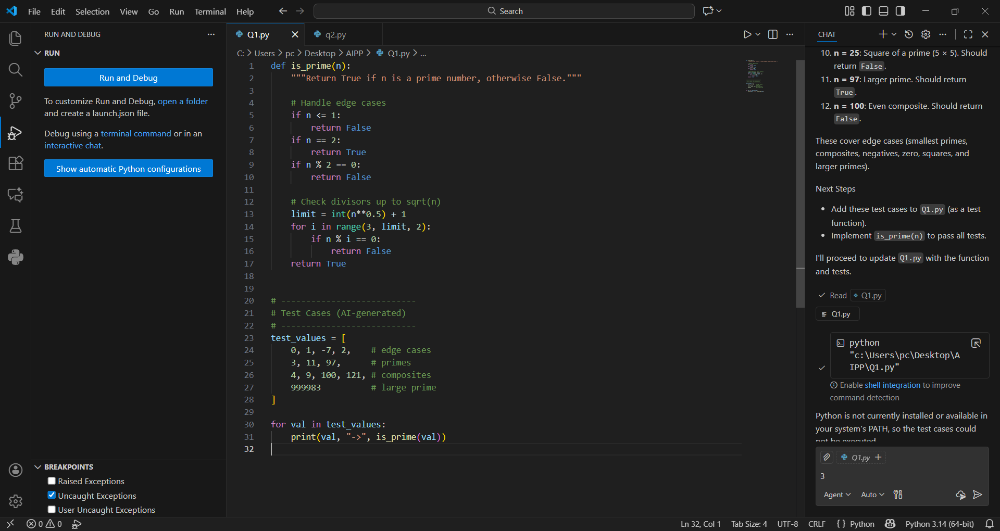 File Edit Selection View Go Run Terminal Help
Search
RUN AND DEBUG
RUN
Run and Debug
To customize Run and Debug, open a folder
and create a launch.json file.
Debug using a terminal command or in an
interactive chat.
Show automatic Python configurations
BREAKPOINTS
Raised Exceptions
Uncaught Exceptions
User Uncaught Exceptions
Q1.py
q2.py
C: > Users > pc > Desktop > AIPP > Q1.py > ...
1 def is_prime(n):
2 """Return True if n is a prime number, otherwise False."""
3
4 # Handle edge cases
5 if n <= 1:
6 return False
7 if n == 2:
8 return True
9 if n % 2 == 0:
10 return False
11
12 # Check divisors up to sqrt(n)
13 limit = int(n**0.5) + 1
14 for i in range(3, limit, 2):
15 if n % i == 0:
16 return False
17 return True
18
19
20 # ---------------------------
21 # Test Cases (AI-generated)
22 # ---------------------------
23 test_values = [
24 0, 1, -7, 2, # edge cases
25 3, 11, 97, # primes
26 4, 9, 100, 121, # composites
27 999983 # large prime
28 ]
29
30 for val in test_values:
31 print(val, "->", is_prime(val))
32
CHAT
10. n = 25: Square of a prime (5 × 5). Should
return False.
11. n = 97: Larger prime. Should return
True.
12. n = 100: Even composite. Should return
False.
These cover edge cases (smallest primes,
composites, negatives, zero, squares, and
larger primes).
Next Steps
• Add these test cases to Q1.py (as a test
function).
• Implement is_prime(n) to pass all tests.
I'll proceed to update Q1.py with the function
and tests.
Read Q1.py
Q1.py
python
"c:\Users\pc\Desktop\A
IPP\Q1.py"
Enable shell integration to improve
command detection
Python is not currently installed or available in
your system's PATH, so the test cases could
not be executed
Q1.py
3
Agent Auto
0 0
Ln 32, Col 1 Tab Size: 4 UTF-8 CRLF { } Python Python 3.14 (64-bit)